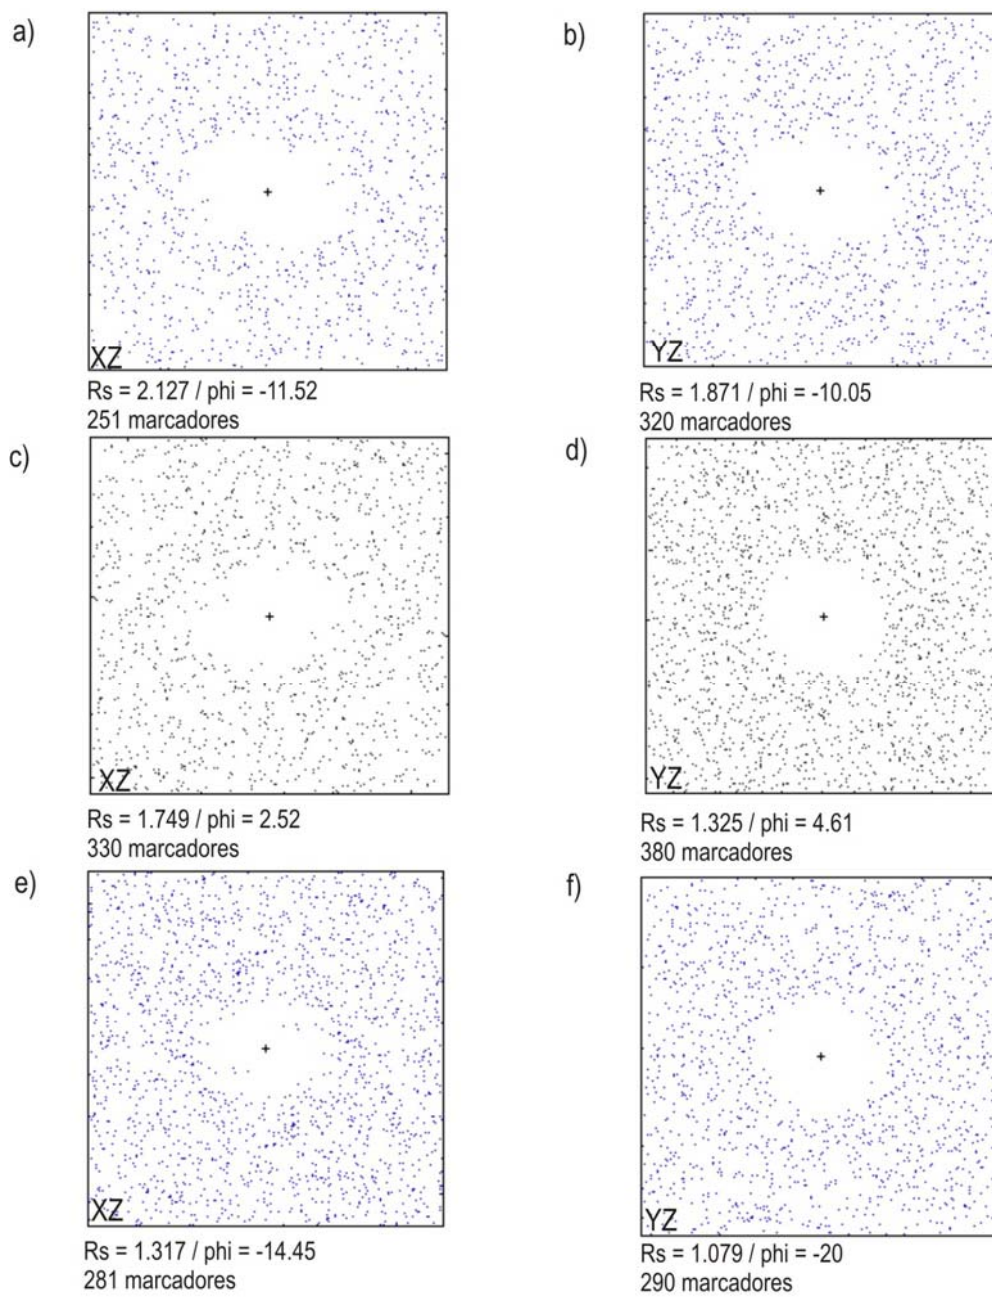 a)
XZ
Rs = 2.127 / phi = -11.52
251 marcadores
b)
YZ
Rs = 1.871 / phi = -10.05
320 marcadores
c)
XZ
Rs = 1.749 / phi = 2.52
330 marcadores
d)
YZ
Rs = 1.325 / phi = 4.61
380 marcadores
e)
XZ
Rs = 1.317 / phi = -14.45
281 marcadores
f)
YZ
Rs = 1.079 / phi = -20
290 marcadores